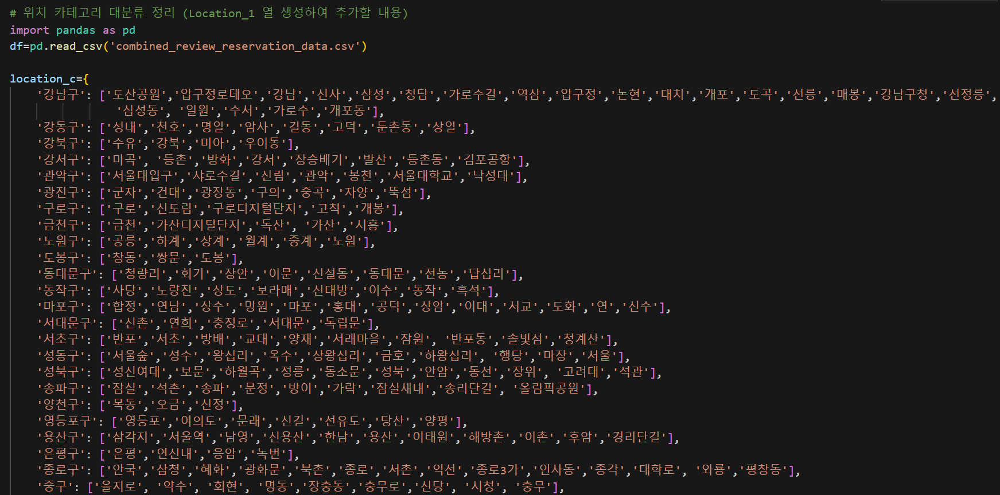 # 위치 카테고리 대분류 정리 (Location_1 열 생성하여 추가할 내용)
import pandas as pd
df=pd.read_csv('combined_review_reservation_data.csv')
location_c={
'강남구': ['도산공원','압구정로데오','강남','신사','삼성','청담','가로수길','역삼','압구정','논현','대치','개포','도곡','선릉','매봉','강남구청','선정릉',
'삼성동', '일원','수서','가로수','개포동'],
'강동구': ['성내','천호','명일','암사','길동','고덕','둔촌동','상일'],
'강북구': ['수유','강북','미아','우이동'],
'강서구': ['마곡', '등촌','방화','강서','장승배기','발산','등촌동','김포공항'],
'관악구': ['서울대입구','샤로수길','신림','관악','봉천','서울대학교','낙성대'],
'광진구': ['군자','건대','광장동','구의','중곡','자양','뚝섬'],
'구로구': ['구로','신도림','구로디지털단지','고척','개봉'],
'금천구': ['금천','가산디지털단지','독산', '가산','시흥'],
'노원구': ['공릉','하계','상계','월계','중계','노원'],
'도봉구': ['창동','쌍문','도봉'],
'동대문구': ['청량리','회기','장안','이문','신설동','동대문','전농','답십리'],
'동작구': ['사당','노량진','상도','보라매','신대방','이수','동작','흑석'],
'마포구': ['합정','연남','상수','망원','마포','홍대','공덕','상암','이대','서교','도화','연','신수'],
'서대문구': ['신촌','연희','충정로','서대문','독립문'],
'서초구': ['반포','서초','방배','교대','양재','서래마을','잠원', '반포동','솔빛섬','청계산'],
'성동구': ['서울숲','성수','왕십리','옥수','상왕십리','금호','하왕십리', '행당','마장','서울'],
'성북구': ['성신여대','보문','하월곡','정릉','동소문','성북','안암','동선','장위', '고려대','석관'],
'송파구': ['잠실','석촌','송파','문정','방이','가락','잠실새내','송리단길', '올림픽공원'],
'양천구': ['목동','오금','신정'],
'영등포구': ['영등포','여의도','문래','신길','선유도','당산','양평'],
'용산구': ['삼각지','서울역','남영','신용산','한남','용산','이태원','해방촌','이촌','후암','경리단길'],
'은평구': ['은평','연신내','응암','녹번'],
'종로구': ['안국','삼청','혜화','광화문','북촌','종로','서촌','익선','종로3가','인사동','종각','대학로', '와룡','평창동'],
'중구': ['을지로', '약수', '회현', '명동','장충동','충무로','신당', '시청', '충무'],